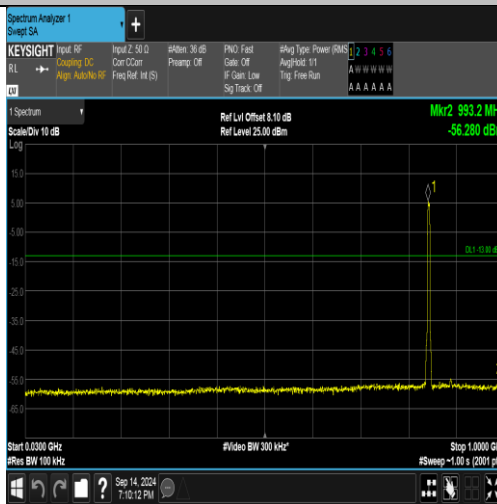 Spectrum Analyzer 1
Swept SA
+
KEYSIGHT Input: RF Input Z: 50 Ω #Atten: 36 dB PNO: Fast #Avg Type: Power (RMS 1 2 3 4 5 6
RL Coupling: DC Corr CCorr Preamp: Off Gate: Off Avg|Hold: 1/1 A W W W W W
Align: Auto/No RF Freq Ref: Int (S) IF Gain: Low Trig: Free Run
Sig Track: Off A A A A A A
1 Spectrum Ref Lvl Offset 8.10 dB Mkr2 993.2 MH
Scale/Div 10 dB Ref Level 25.00 dBm -56.280 dB
Log
15.0
1
5.00
-5.00
DL1 -13.00 dB
-15.0
-25.0
-35.0
-45.0
-55.0
-65.0
Start 0.0300 GHz #Video BW 300 kHz* Stop 1.0000 G
#Res BW 100 kHz #Sweep ~1.00 s (2001 pt
? Sep 14, 2024
7:10:12 PM